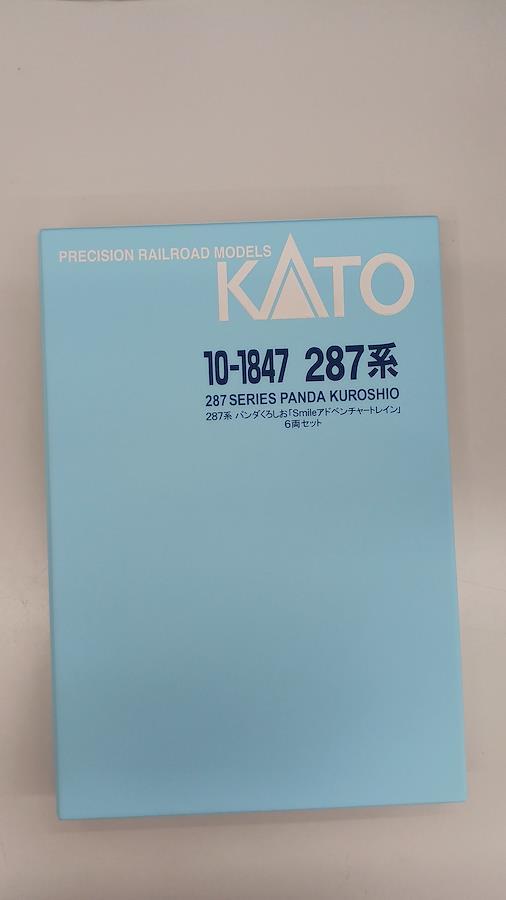 PRECISION RAILROAD MODELS
KATO
10-1847 287系
287 SERIES PANDA KUROSHIO
287系 パンダくろしお「Smileアドベンチャートレイン」
6両セット